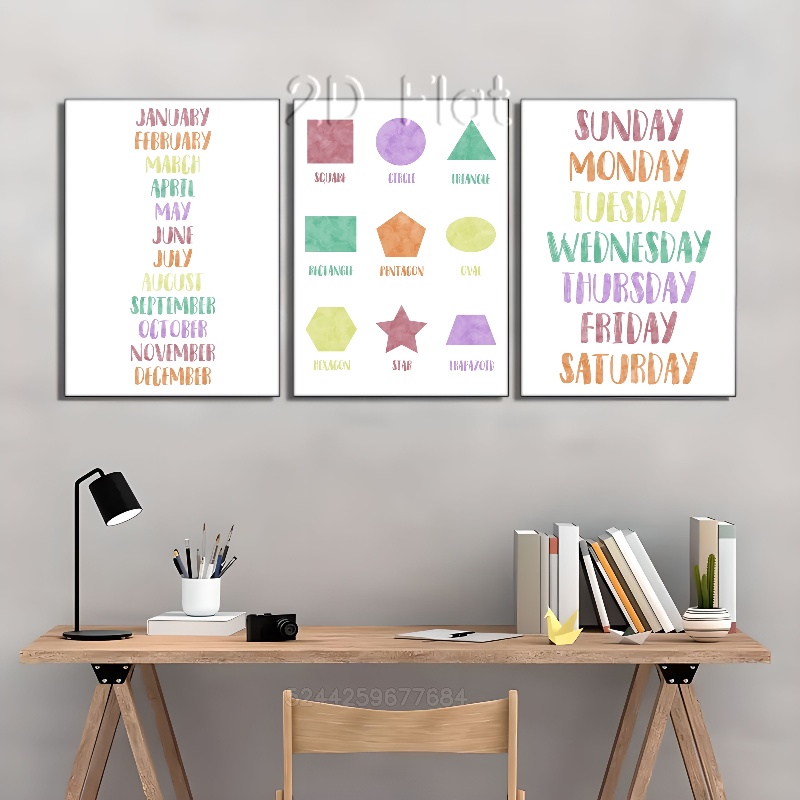 2D Flat
JANUARY
FEBRUARY
MARCH
APRIL
MAY
JUNE
JULY
AUGUST
SEPTEMBER
OCTOBER
NOVEMBER
DECEMBER
SQUARE CIRCLE TRIANGLE
RECTANGLE PENTAGON OVAL
HEXAGON STAR TRAPAZOID
SUNDAY
MONDAY
TUESDAY
WEDNESDAY
THURSDAY
FRIDAY
SATURDAY
5244259677684